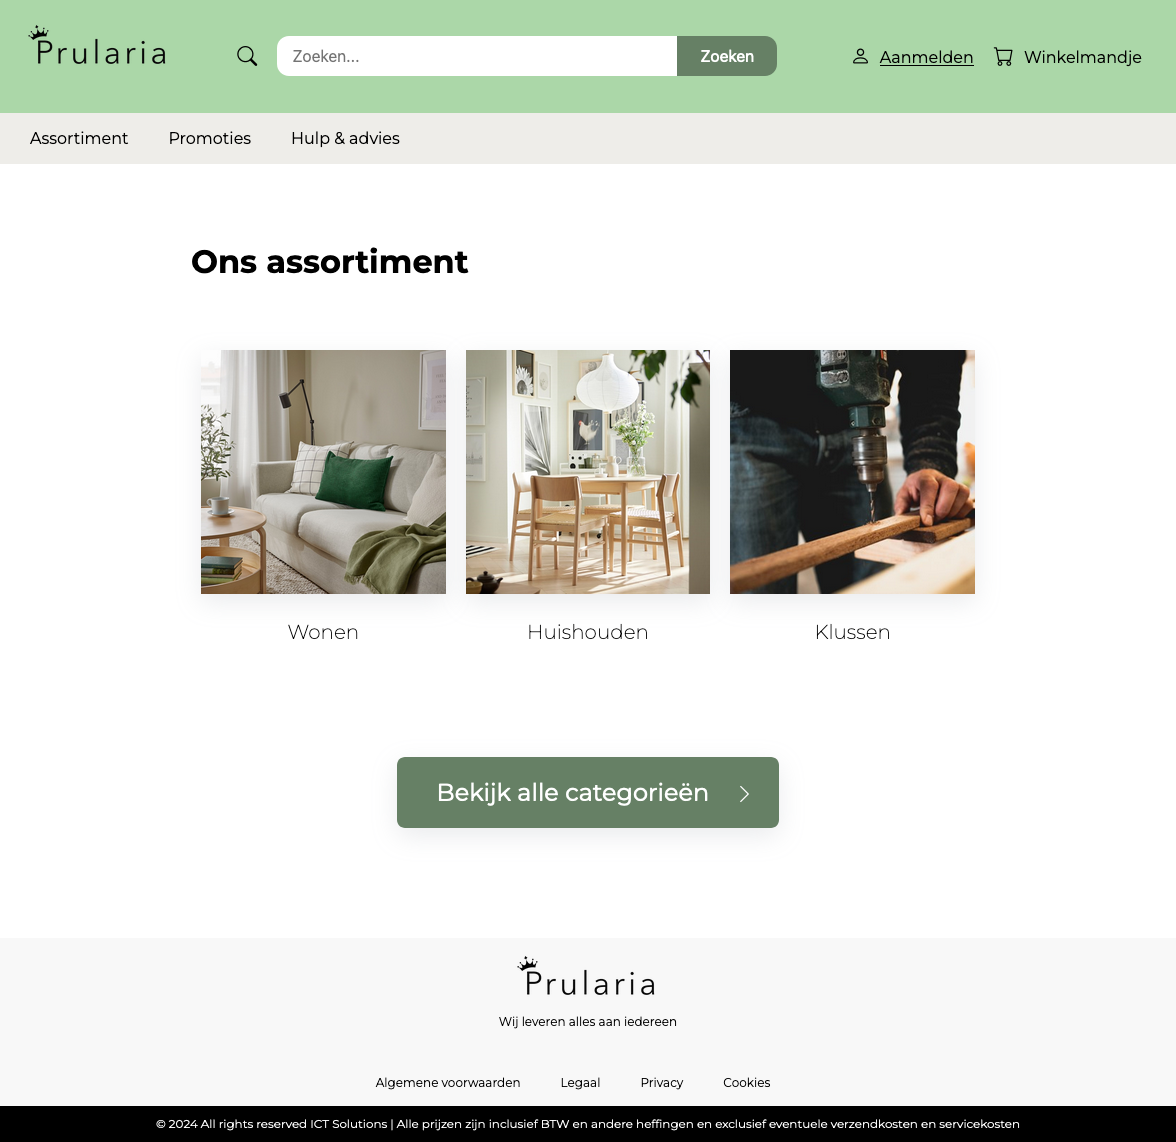 Prularia
Zoeken...
Zoeken
Aanmelden
Winkelmandje
Assortiment
Promoties
Hulp & advies
Ons assortiment
Wonen
Huishouden
Klussen
Bekijk alle categorieën
Prularia
Wij leveren alles aan iedereen
Algemene voorwaarden
Legaal
Privacy
Cookies
© 2024 All rights reserved ICT Solutions | Alle prijzen zijn inclusief BTW en andere heffingen en exclusief eventuele verzendkosten en servicekosten